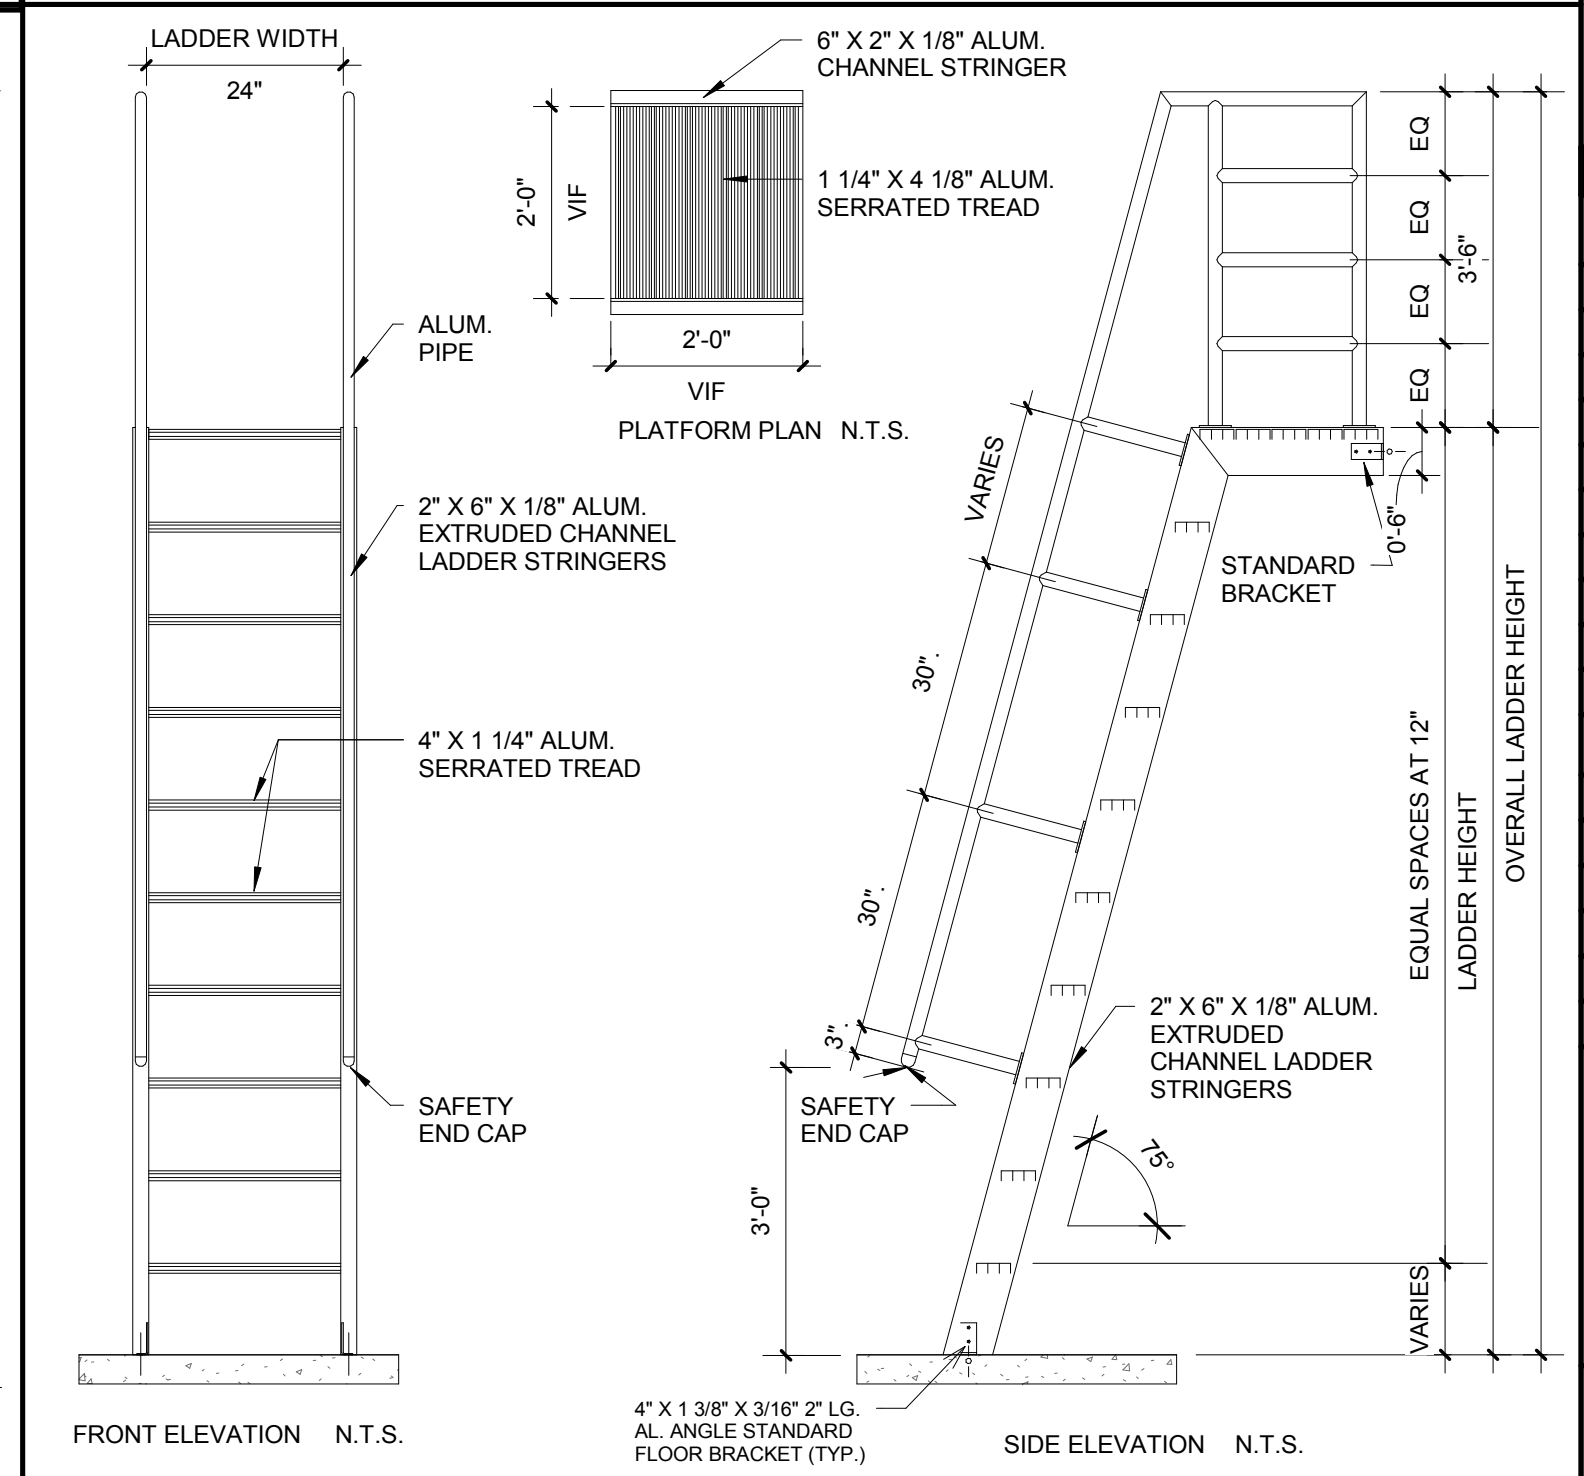 LADDER WIDTH
24"
ALUM.
PIPE
2" X 6" X 1/8" ALUM.
EXTRUDED CHANNEL
LADDER STRINGERS
4" X 1 1/4" ALUM.
SERRATED TREAD
SAFETY
END CAP
FRONT ELEVATION N.T.S.
6" X 2" X 1/8" ALUM.
CHANNEL STRINGER
1 1/4" X 4 1/8" ALUM.
SERRATED TREAD
2'-0"
VIF
2'-0"
VIF
PLATFORM PLAN N.T.S.
EQ
EQ
EQ
EQ
3'-6"
0'-6"
STANDARD
BRACKET
VARIES
30".
30".
3".
SAFETY
END CAP
3'-0"
2" X 6" X 1/8" ALUM.
EXTRUDED
CHANNEL LADDER
STRINGERS
75°
EQUAL SPACES AT 12"
LADDER HEIGHT
OVERALL LADDER HEIGHT
VARIES
4" X 1 3/8" X 3/16" 2" LG.
AL. ANGLE STANDARD
FLOOR BRACKET (TYP.)
SIDE ELEVATION N.T.S.